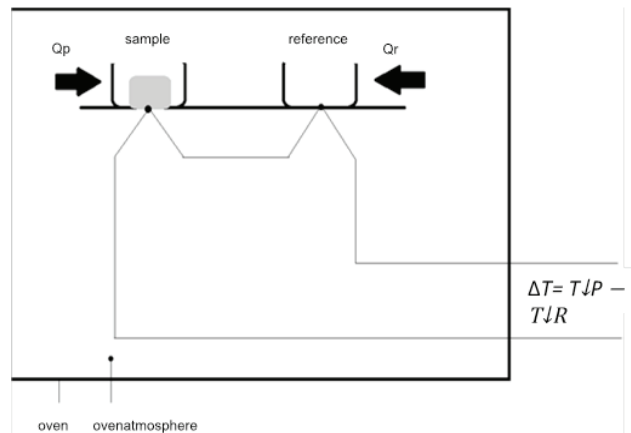 sample
reference
Qp
Qr
ΔT= T↓P —
T↓R
oven
ovenatmosphere